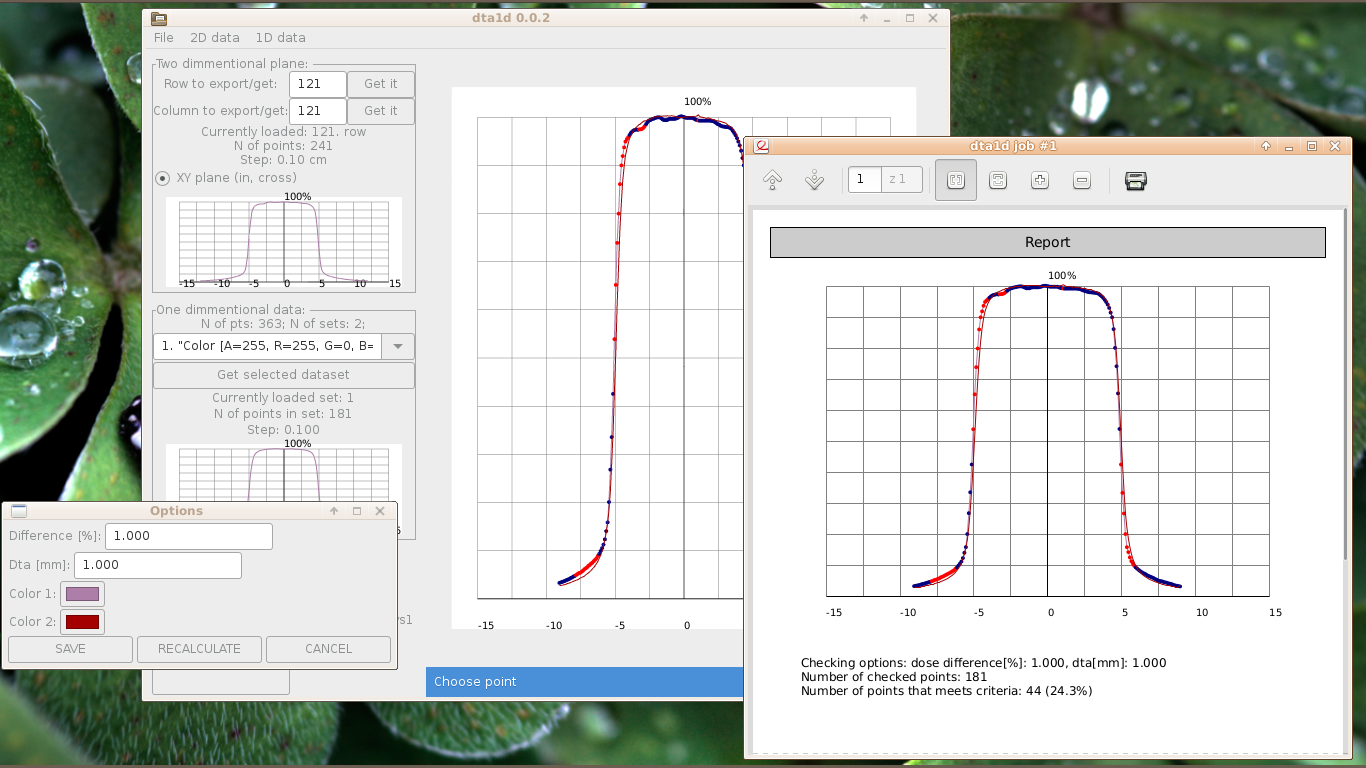 dta1d 0.0.2
File 2D data 1D data
Two dimmentional plane:
Row to export/get: 121 Get it
Column to export/get: 121 Get it
Currently loaded: 121. row
N of points: 241
Step: 0.10 cm
XY plane (in, cross)
100%
-15 -10 -5 0 5 10 15
One dimmentional data:
N of pts: 363; N of sets: 2;
1. "Color [A=255, R=255, G=0, B=
Get selected dataset
Currently loaded set: 1
N of points in set: 181
Step: 0.100
100%
Options
Difference [%]: 1.000
Dta [mm]: 1.000
Color 1:
Color 2:
SAVE RECALCULATE CANCEL
100%
-15 -10 -5 0
Choose point
dta1d job #1
1 z 1
Report
100%
-15 -10 -5 0 5 10 15
Checking options: dose difference[%]: 1.000, dta[mm]: 1.000
Number of checked points: 181
Number of points that meets criteria: 44 (24.3%)